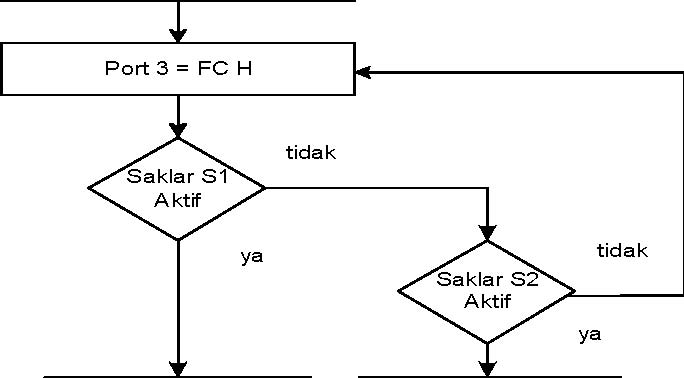 Port 3 = FC H
tidak
Saklar S1
Aktif
ya
tidak
Saklar S2
Aktif
ya